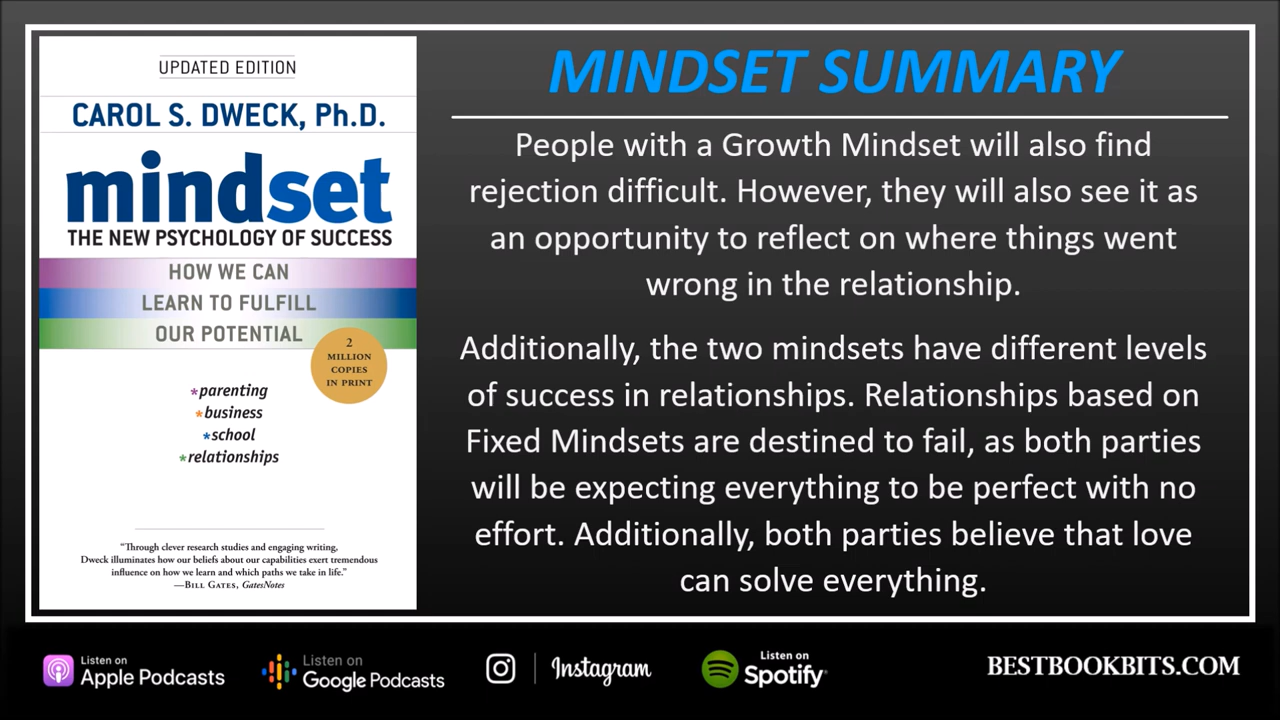 UPDATED EDITION
CAROL S. DWECK, Ph.D.
mindset
THE NEW PSYCHOLOGY OF SUCCESS
HOW WE CAN
LEARN TO FULFILL
OUR POTENTIAL
2
MILLION
COPIES
IN PRINT
*parenting
*business
*school
*relationships
“Through clever research studies and engaging writing,
Dweck illuminates how our beliefs about our capabilities exert tremendous
influence on how we learn and which paths we take in life.”
—BILL GATES, GatesNotes
MINDSET SUMMARY
People with a Growth Mindset will also find
rejection difficult. However, they will also see it as
an opportunity to reflect on where things went
wrong in the relationship.
Additionally, the two mindsets have different levels
of success in relationships. Relationships based on
Fixed Mindsets are destined to fail, as both parties
will be expecting everything to be perfect with no
effort. Additionally, both parties believe that love
can solve everything.
Listen on
Apple Podcasts
Listen on
Google Podcasts
Instagram
Listen on
Spotify
BESTBOOKBITS.COM